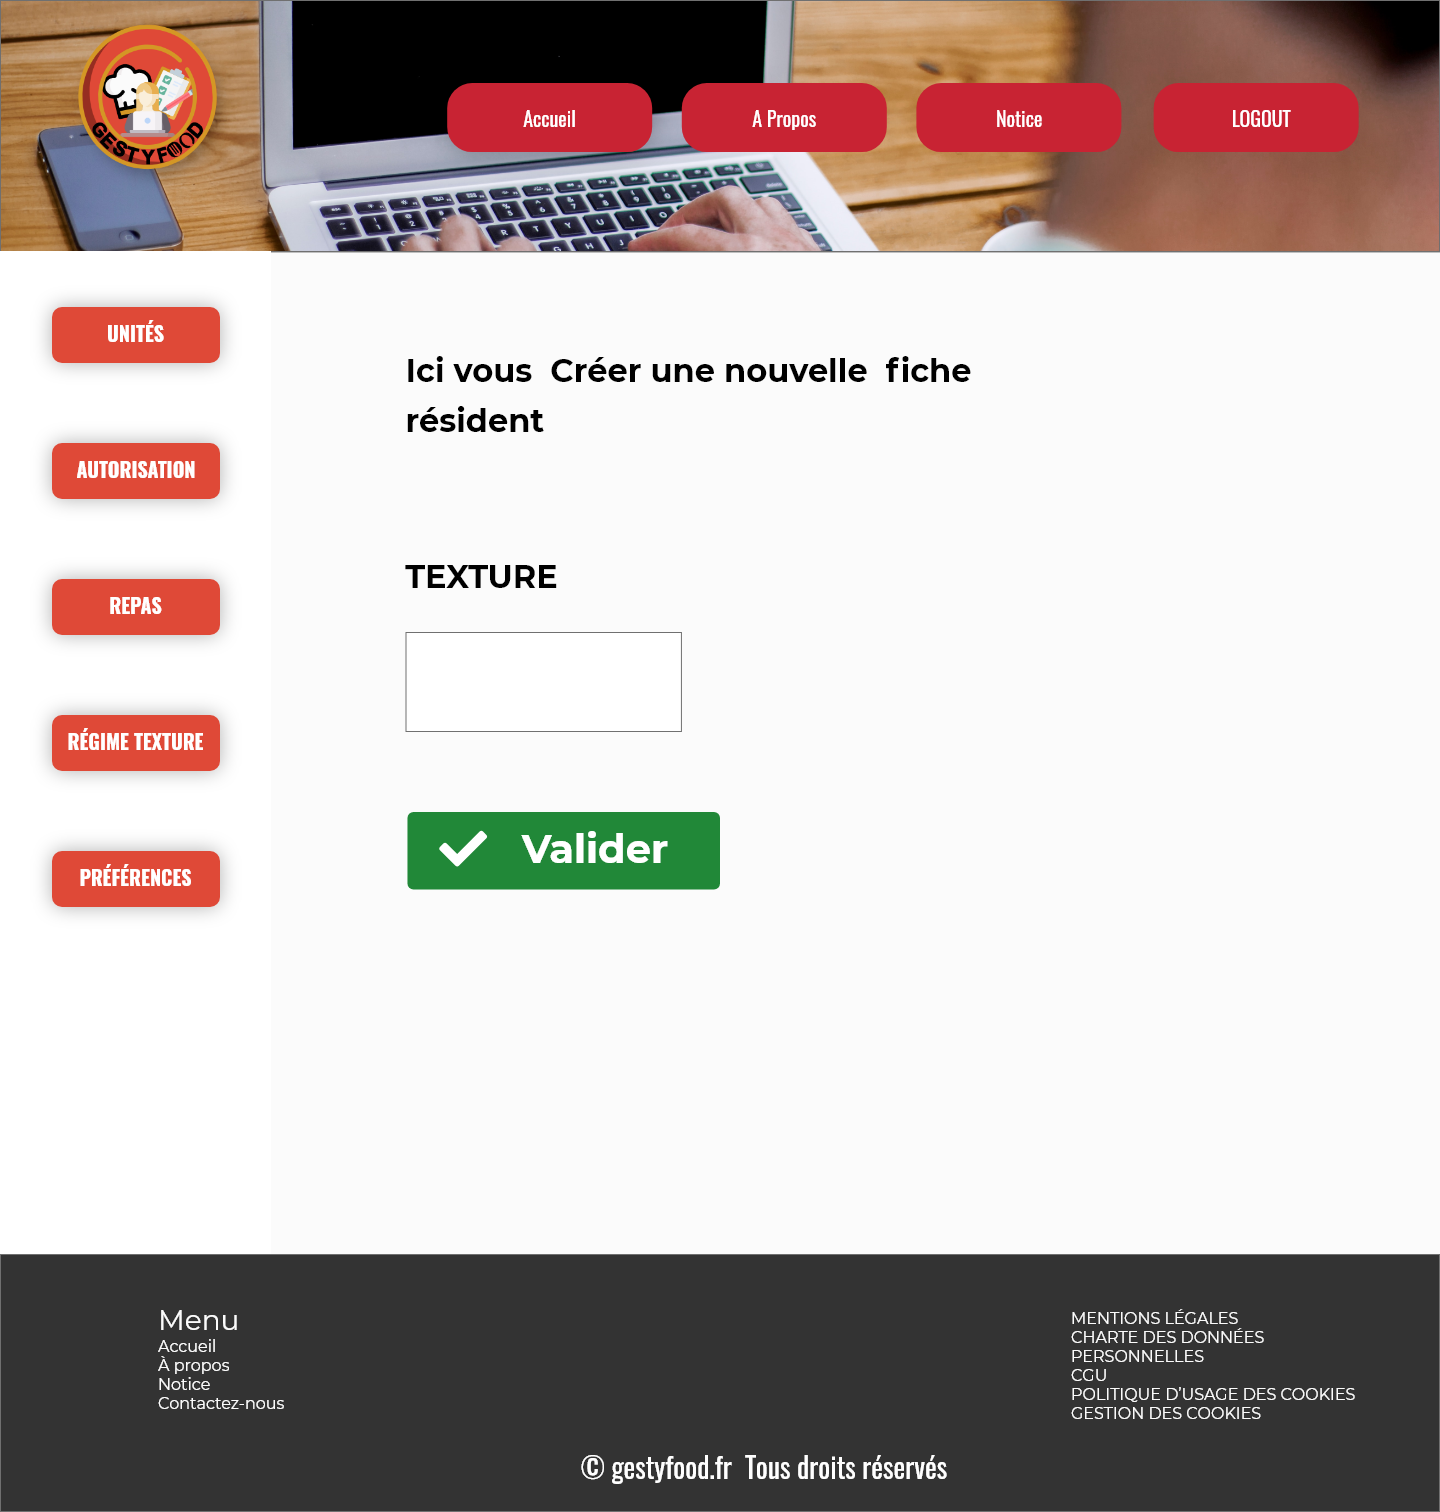 GESTYFOOD
Accueil
A Propos
Notice
LOGOUT
UNITÉS
AUTORISATION
REPAS
RÉGIME TEXTURE
PRÉFÉRENCES
Ici vous  Créer une nouvelle  fiche
résident
TEXTURE
Valider
Menu
Accueil
À propos
Notice
Contactez-nous
MENTIONS LÉGALES
CHARTE DES DONNÉES
PERSONNELLES
CGU
POLITIQUE D’USAGE DES COOKIES
GESTION DES COOKIES
© gestyfood.fr  Tous droits réservés